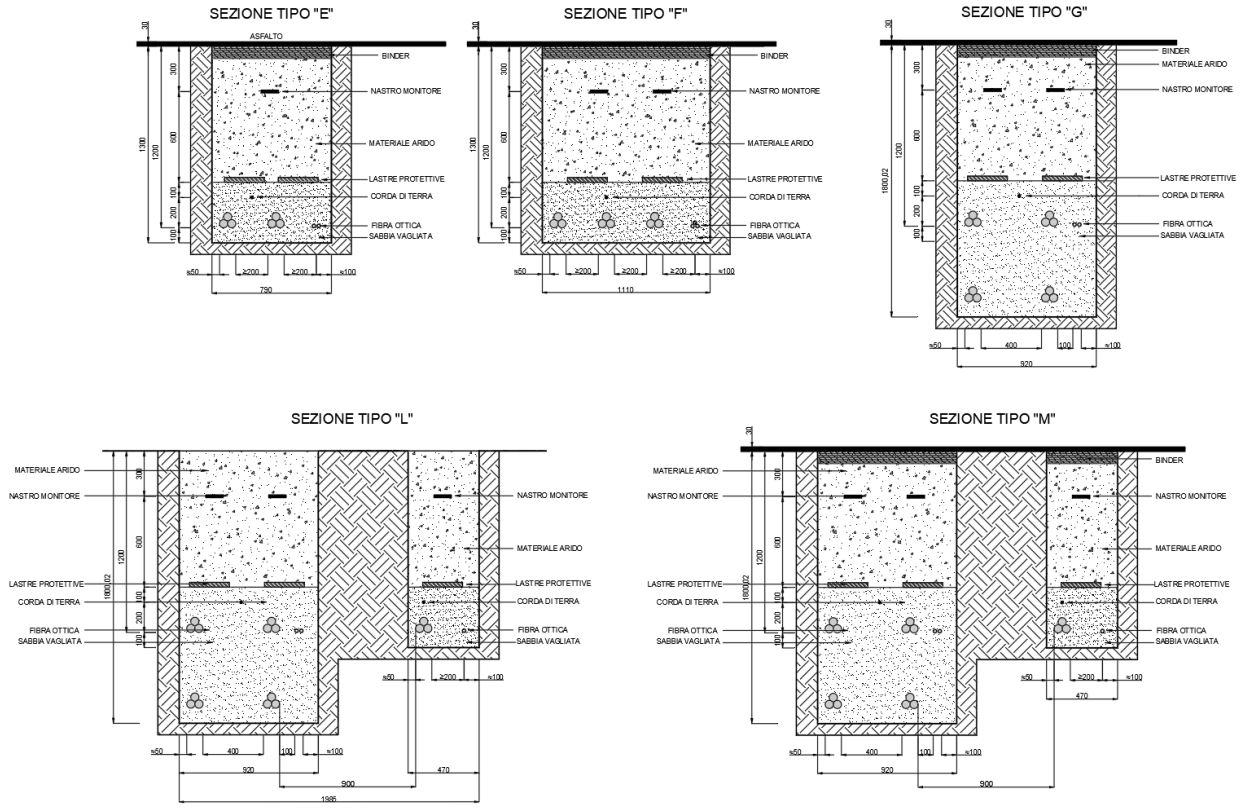 SEZIONE TIPO "E"
30
ASFALTO
BINDER
300
NASTRO MONITORE
1300
1200
600
MATERIALE ARIDO
LASTRE PROTETTIVE
100
CORDA DI TERRA
200
FIBRA OTTICA
100
SABBIA VAGLIATA
≈50
≥200
≥200
≈100
790
SEZIONE TIPO "F"
30
BINDER
300
NASTRO MONITORE
1300
1200
600
MATERIALE ARIDO
LASTRE PROTETTIVE
100
CORDA DI TERRA
200
FIBRA OTTICA
100
SABBIA VAGLIATA
≈50
≥200
≥200
≥200
≈100
1110
SEZIONE TIPO "G"
30
BINDER
MATERIALE ARIDO
300
NASTRO MONITORE
1200
600
1800,02
LASTRE PROTETTIVE
100
CORDA DI TERRA
200
FIBRA OTTICA
100
SABBIA VAGLIATA
≈50
400
100
≈100
920
SEZIONE TIPO "L"
300
MATERIALE ARIDO
NASTRO MONITORE
NASTRO MONITORE
1200
600
MATERIALE ARIDO
1800,02
LASTRE PROTETTIVE
LASTRE PROTETTIVE
100
CORDA DI TERRA
CORDA DI TERRA
200
FIBRA OTTICA
FIBRA OTTICA
100
SABBIA VAGLIATA
SABBIA VAGLIATA
≈50
≥200
≈100
≈50
400
100
≈100
920
470
900
1985
SEZIONE TIPO "M"
30
BINDER
300
MATERIALE ARIDO
NASTRO MONITORE
NASTRO MONITORE
1200
600
MATERIALE ARIDO
1800,02
LASTRE PROTETTIVE
LASTRE PROTETTIVE
100
CORDA DI TERRA
CORDA DI TERRA
200
FIBRA OTTICA
FIBRA OTTICA
100
SABBIA VAGLIATA
SABBIA VAGLIATA
≈50
≥200
≈100
470
≈50
400
100
≈100
920
900